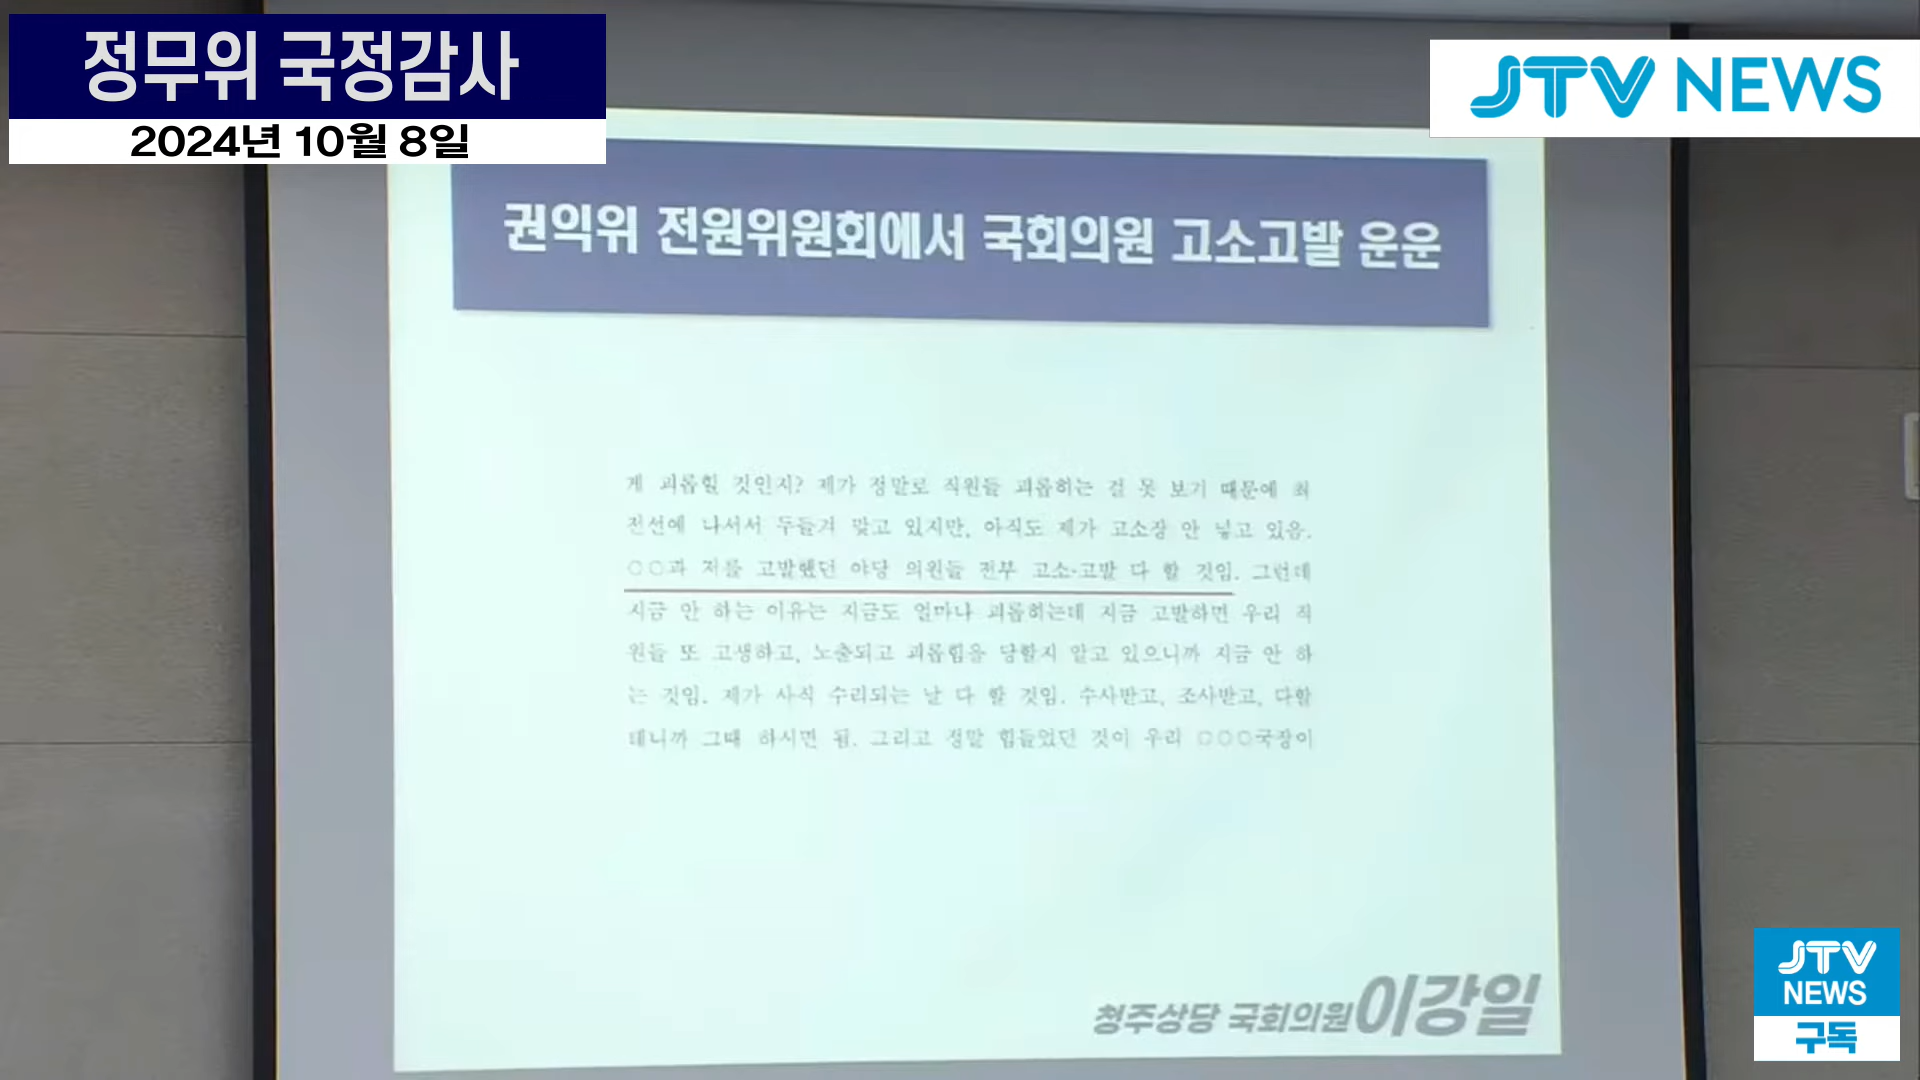 정무위 국정감사
2024년 10월 8일
JTV NEWS
권익위 전원위원회에서 국회의원 고소고발 운운
게 괴롭힐 것인지? 제가 정말로 직원들 괴롭히는 걸 못 보기 때문에 최
전선에 나서서 두들겨 맞고 있지만, 아직도 제가 고소장 안 넣고 있음.
○○과 저를 고발했던 야당 의원들 전부 고소·고발 다 할 것임. 그런데
지금 안 하는 이유는 지금도 얼마나 괴롭히는데 지금 고발하면 우리 직
원들 또 고생하고, 노출되고 괴롭힘을 당할지 알고 있으니까 지금 안 하
는 것임. 제가 사직 수리되는 날 다 할 것임. 수사받고, 조사받고, 다할
테니까 그때 하시면 됨. 그리고 정말 힘들었던 것이 우리 ○○○국장이
청주상당 국회의원 이강일
JTV
NEWS
구독